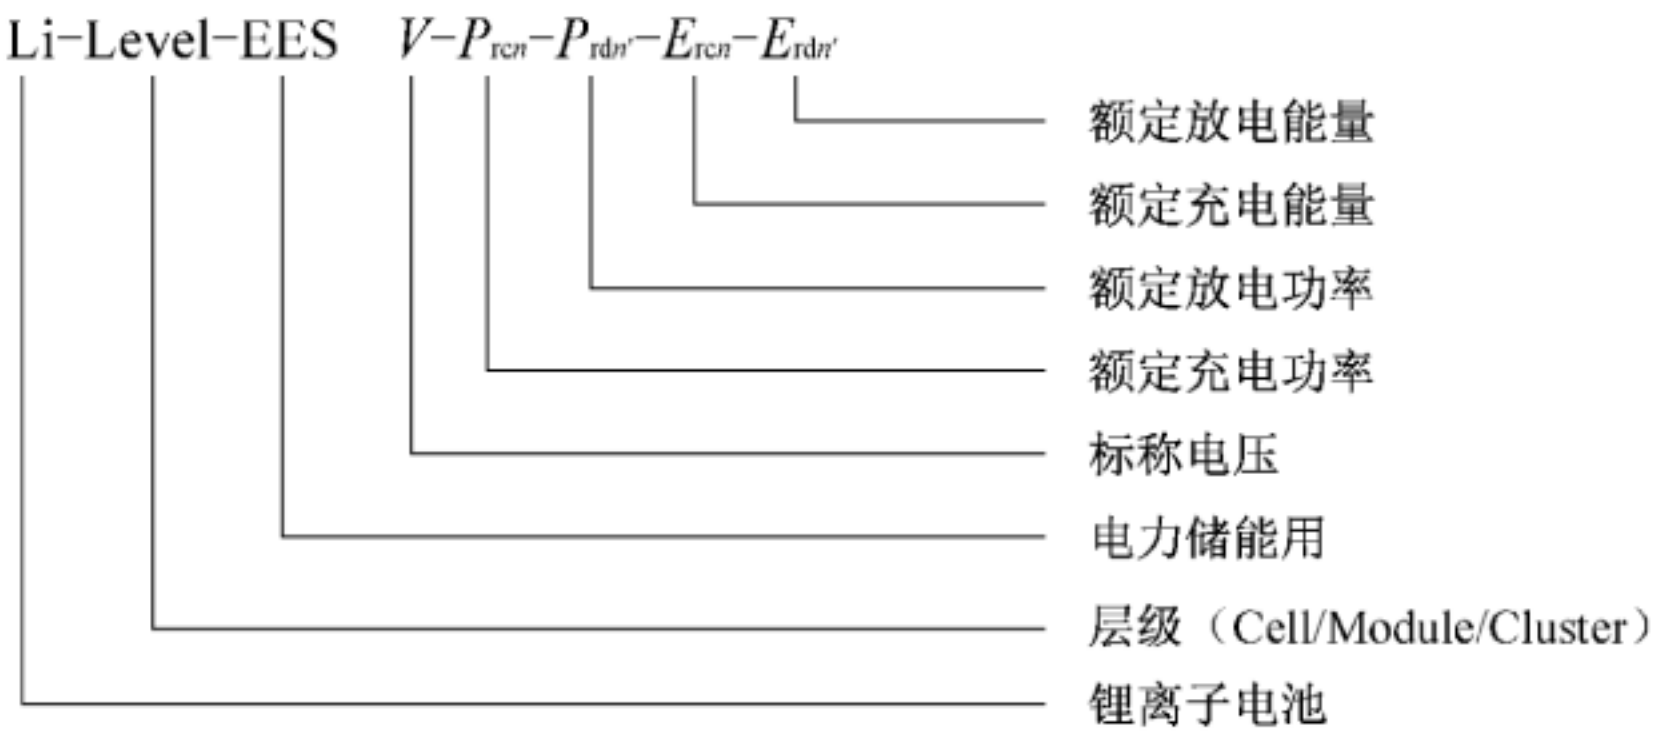 Li-Level-EES V-Prcn-Prdn′-Ercn-Erdn′
额定放电能量
额定充电能量
额定放电功率
额定充电功率
标称电压
电力储能用
层级（Cell/Module/Cluster）
锂离子电池